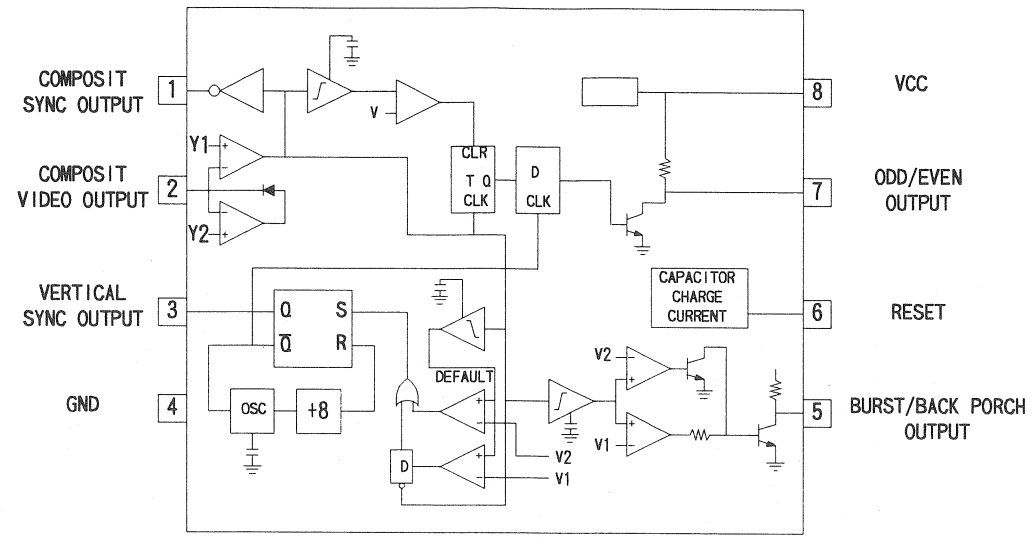 COMPOSIT
SYNC OUTPUT
1
COMPOSIT
VIDEO OUTPUT
2
VERTICAL
SYNC OUTPUT
3
GND
4
VCC
8
ODD/EVEN
OUTPUT
7
RESET
6
BURST/BACK PORCH
OUTPUT
5
Y1
+
−
Y2
+
−
V
CLR
T Q
CLK
D
CLK
CAPACITOR
CHARGE
CURRENT
Q
S
Q̅
R
OSC
+8
DEFAULT
+
−
V2
+
−
V1
D
V2
−
+
+
V1
−